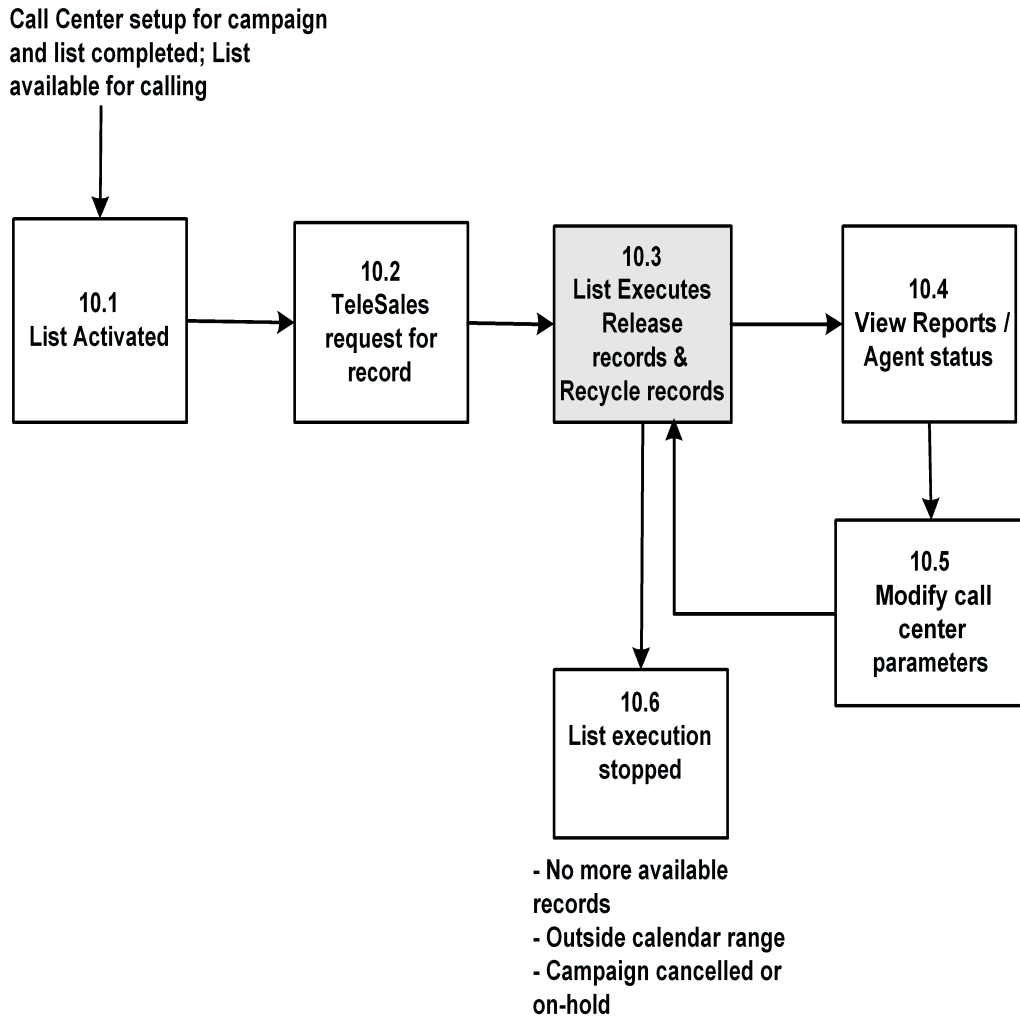 Call Center setup for campaign
and list completed; List
available for calling
10.1
List Activated
10.2
TeleSales
request for
record
10.3
List Executes
Release
records &
Recycle records
10.4
View Reports /
Agent status
10.5
Modify call
center
parameters
10.6
List execution
stopped
- No more available
records
- Outside calendar range
- Campaign cancelled or
on-hold